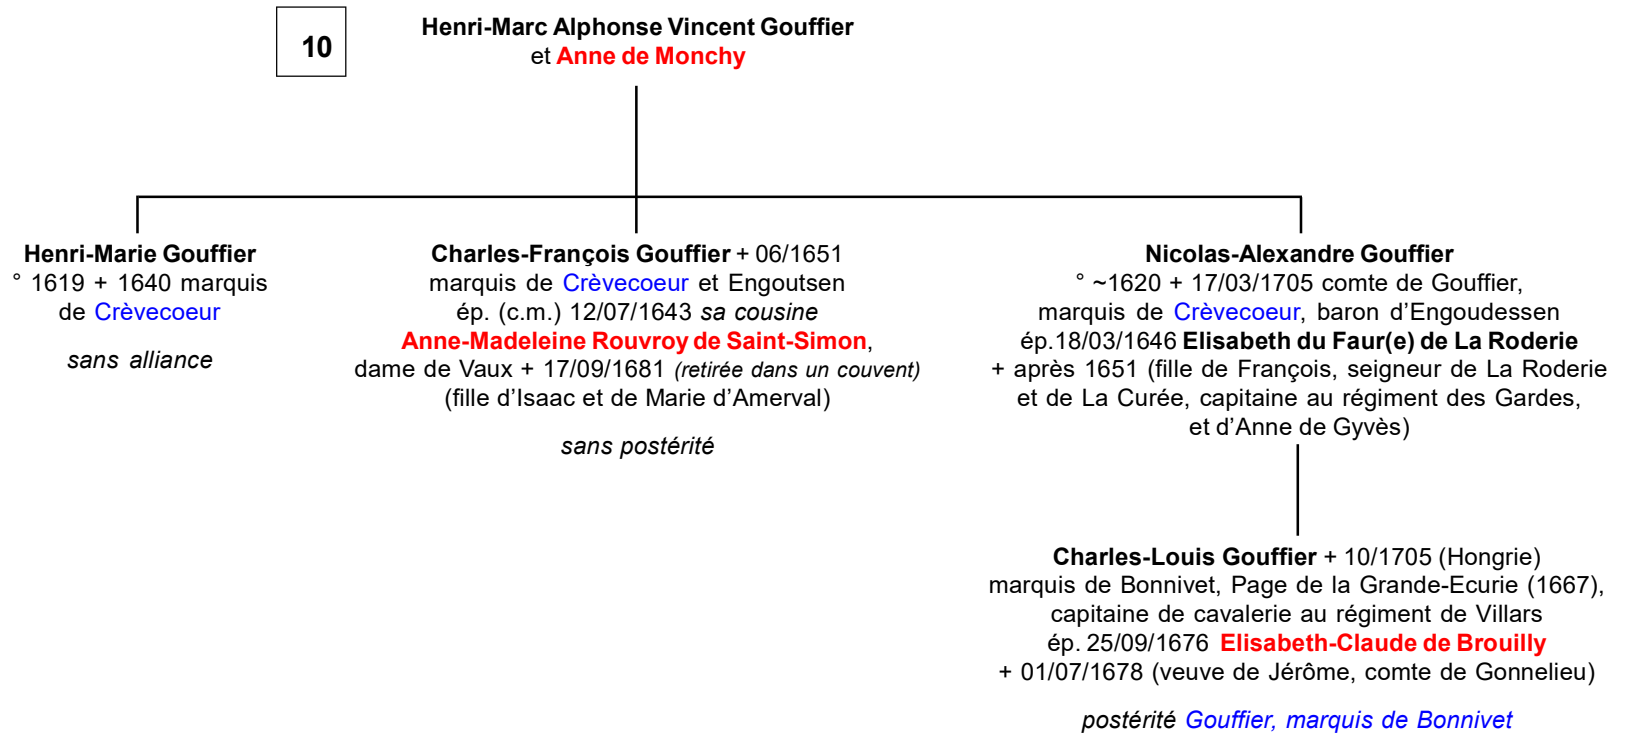 10
Henri-Marc Alphonse Vincent Gouffier
et Anne de Monchy
Henri-Marie Gouffier
° 1619 + 1640 marquis
de Crèvecoeur
sans alliance
Charles-François Gouffier + 06/1651
marquis de Crèvecoeur et Engoutsen
ép. (c.m.) 12/07/1643 sa cousine
Anne-Madeleine Rouvroy de Saint-Simon,
dame de Vaux + 17/09/1681 (retirée dans un couvent)
(fille d’Isaac et de Marie d’Amerval)
sans postérité
Nicolas-Alexandre Gouffier
° ~1620 + 17/03/1705 comte de Gouffier,
marquis de Crèvecoeur, baron d’Engoudessen
ép.18/03/1646 Elisabeth du Faur(e) de La Roderie
+ après 1651 (fille de François, seigneur de La Roderie
et de La Curée, capitaine au régiment des Gardes,
et d’Anne de Gyvès)
Charles-Louis Gouffier + 10/1705 (Hongrie)
marquis de Bonnivet, Page de la Grande-Ecurie (1667),
capitaine de cavalerie au régiment de Villars
ép. 25/09/1676 Elisabeth-Claude de Brouilly
+ 01/07/1678 (veuve de Jérôme, comte de Gonnelieu)
postérité Gouffier, marquis de Bonnivet